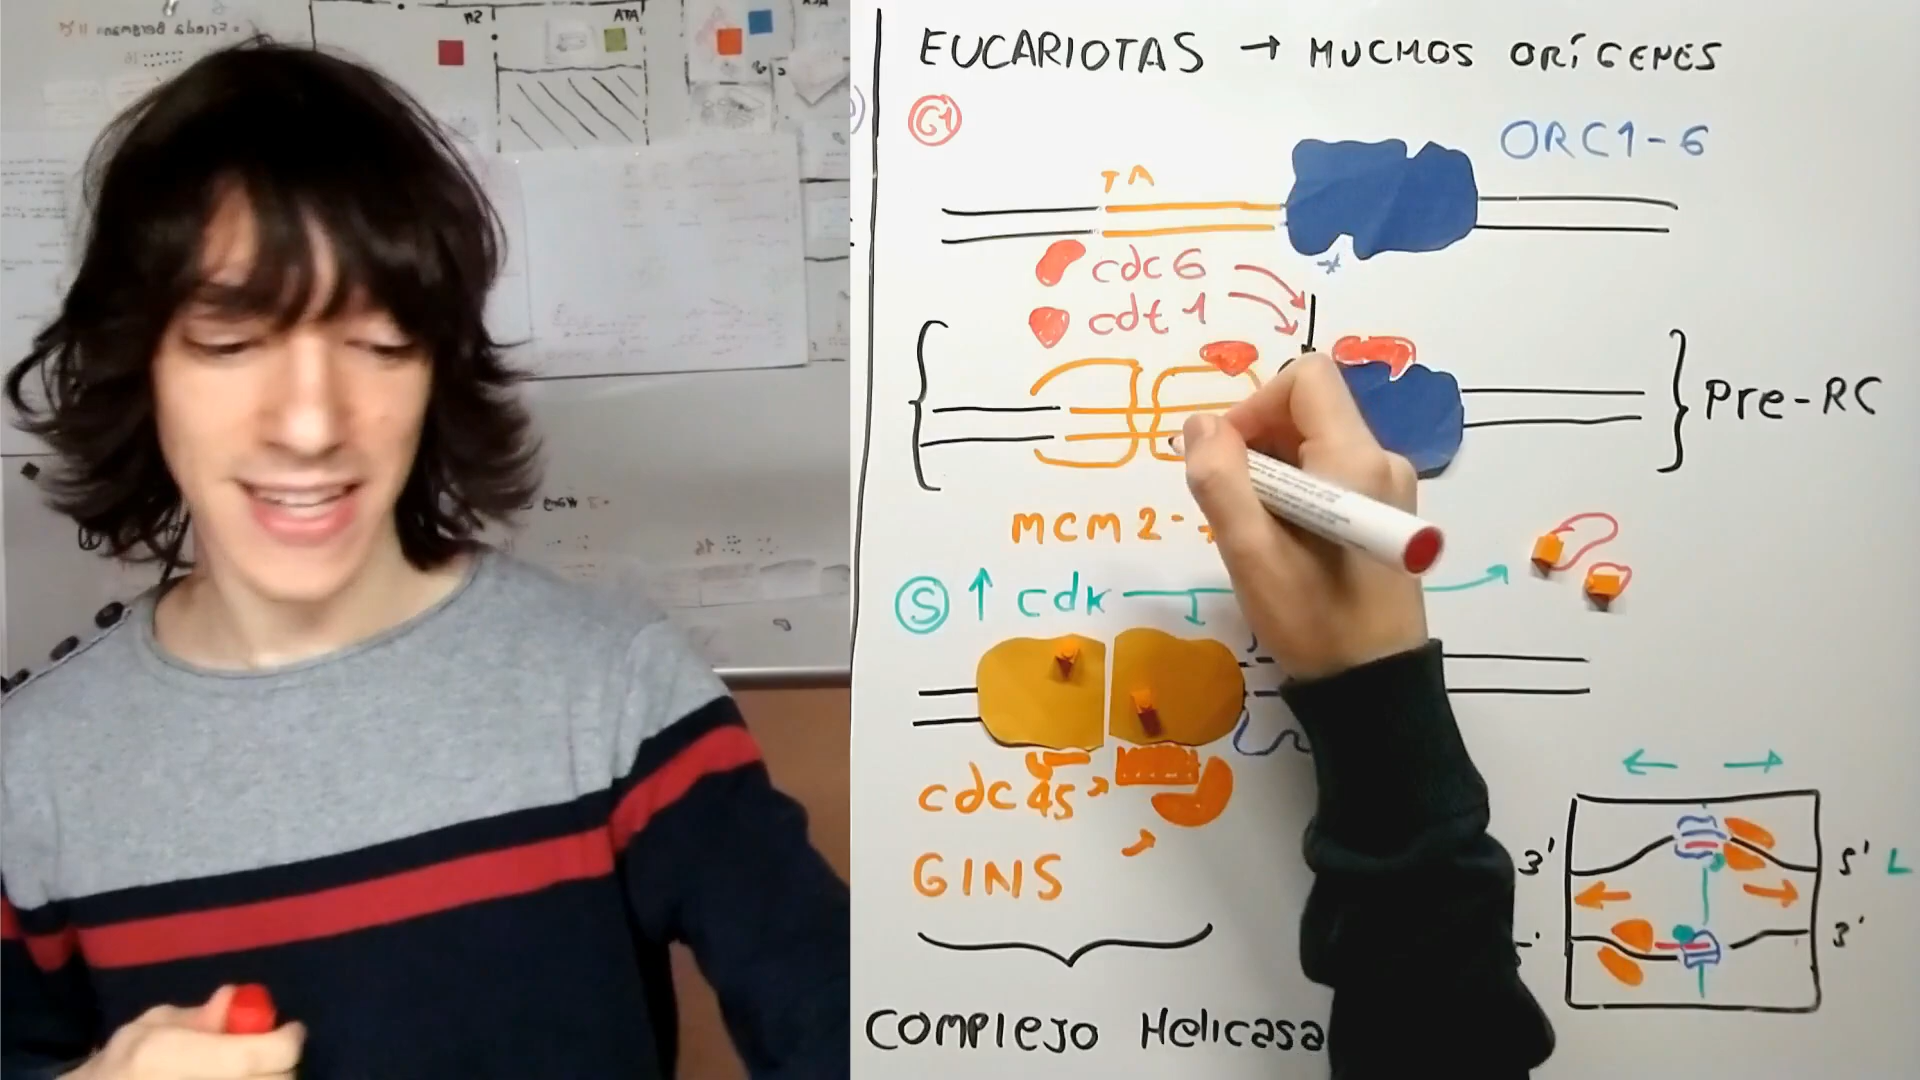 EUCARIOTAS → MUCHOS ORÍGENES
G1
ORC1-6
TA
*
cdc6
cdt1
Pre-RC
MCM2-
S ↑ cdk
cdc45
GINS
3' 5' L
3'
Complejo Helicasa